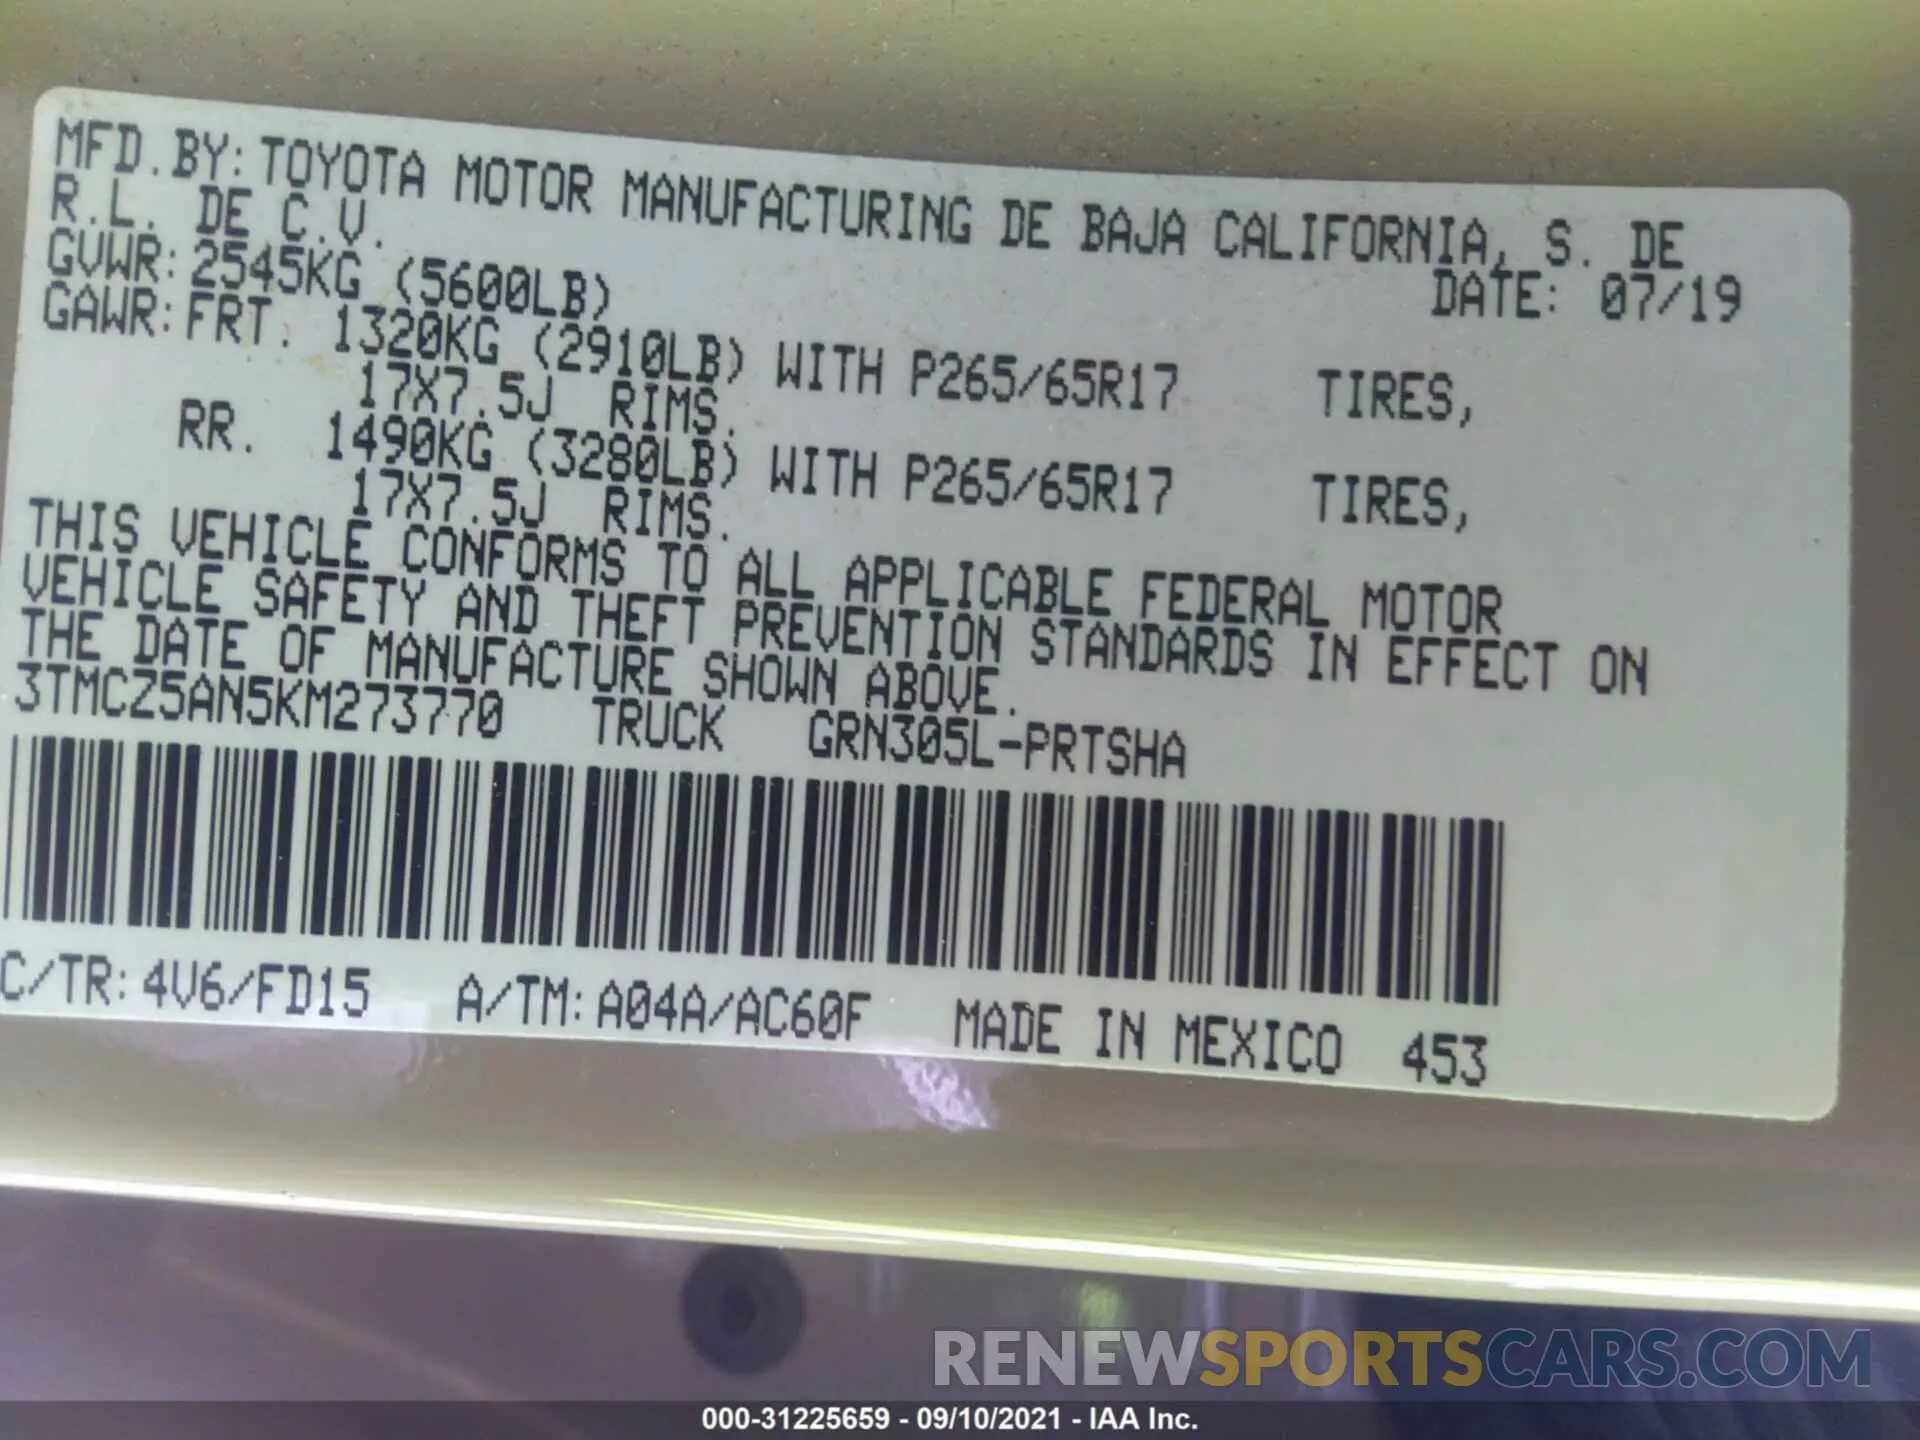 MFD.BY:TOYOTA MOTOR MANUFACTURING DE BAJA CALIFORNIA, S. DE
R.L. DE C.V. DATE: 07/19
GVWR:2545KG (5600LB)
GAWR:FRT. 1320KG (2910LB) WITH P265/65R17 TIRES,
17X7.5J RIMS.
RR. 1490KG (3280LB) WITH P265/65R17 TIRES,
17X7.5J RIMS.
THIS VEHICLE CONFORMS TO ALL APPLICABLE FEDERAL MOTOR
VEHICLE SAFETY AND THEFT PREVENTION STANDARDS IN EFFECT ON
THE DATE OF MANUFACTURE SHOWN ABOVE.
3TMCZ5AN5KM273770 TRUCK GRN305L-PRTSHA
C/TR:4V6/FD15 A/TM:A04A/AC60F MADE IN MEXICO 453
RENEWSPORTSCARS.COM
000-31225659 - 09/10/2021 - IAA Inc.